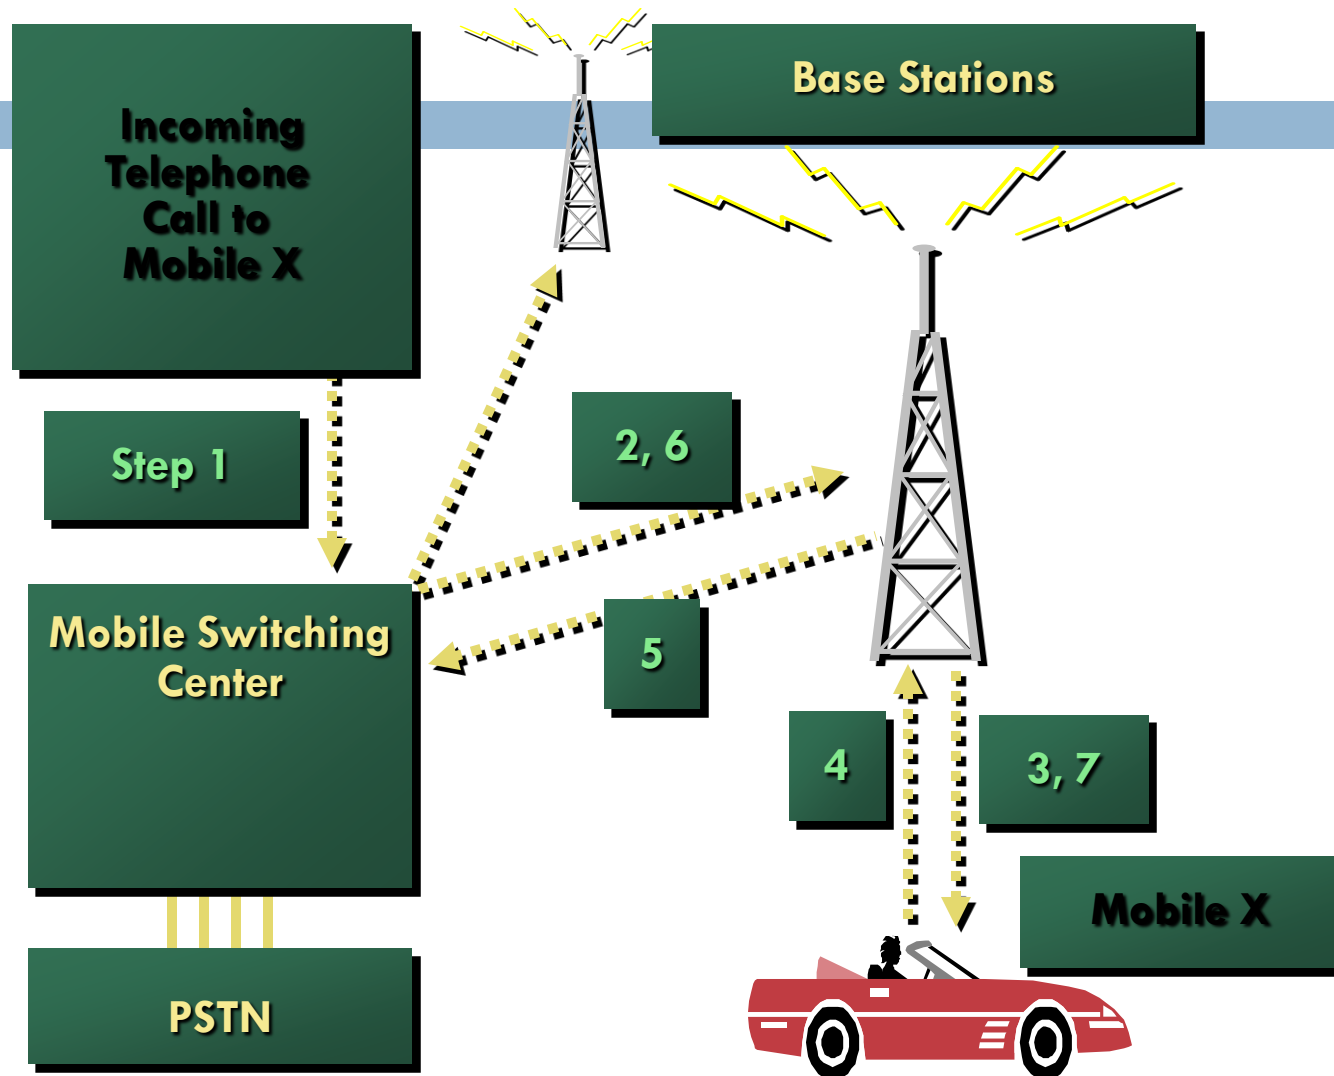 Incoming
Telephone
Call to
Mobile X
Base Stations
Step 1
2, 6
Mobile Switching
Center
5
4
3, 7
Mobile X
PSTN